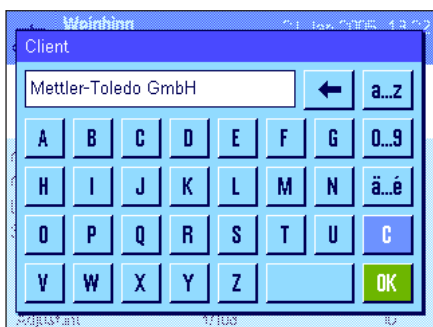 Weighing
Client
Mettler-Toledo GmbH
a...z
A B C D E F G 0...9
H I J K L M N ä...é
O P Q R S T U C
V W X Y Z OK